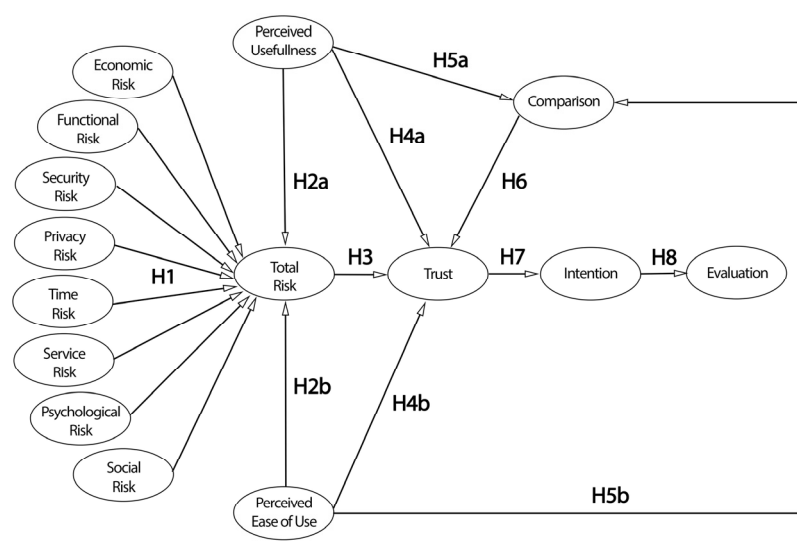 Perceived
Usefullness
H5a
Economic
Risk
Comparison
Functional
Risk
H4a
Security
Risk
H2a
H6
Privacy
Risk
H1
Total
Risk
H3
Trust
H7
Intention
H8
Evaluation
Time
Risk
Service
Risk
H2b
H4b
Psychological
Risk
Social
Risk
Perceived
Ease of Use
H5b